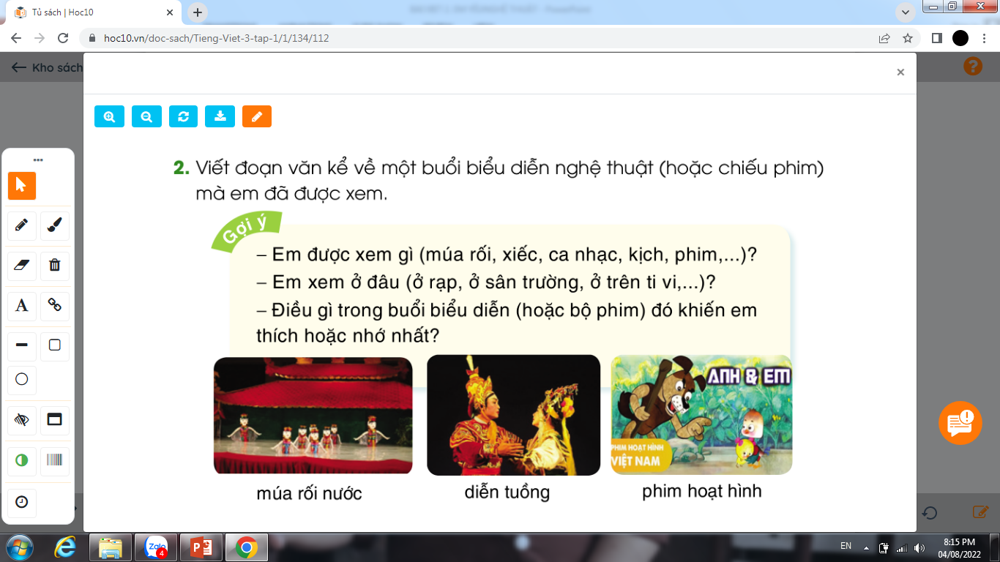 Tủ sách | Hoc10
hoc10.vn/doc-sach/Tieng-Viet-3-tap-1/1/134/112
Kho sách
2. Viết đoạn văn kể về một buổi biểu diễn nghệ thuật (hoặc chiếu phim)
mà em đã được xem.
Gợi ý
– Em được xem gì (múa rối, xiếc, ca nhạc, kịch, phim,...)?
– Em xem ở đâu (ở rạp, ở sân trường, ở trên ti vi,...)?
– Điều gì trong buổi biểu diễn (hoặc bộ phim) đó khiến em
thích hoặc nhớ nhất?
ANH & EM
PHIM HOẠT HÌNH
VIỆT NAM
múa rối nước
diễn tuồng
phim hoạt hình
A
Zalo
4
EN
8:15 PM
04/08/2022